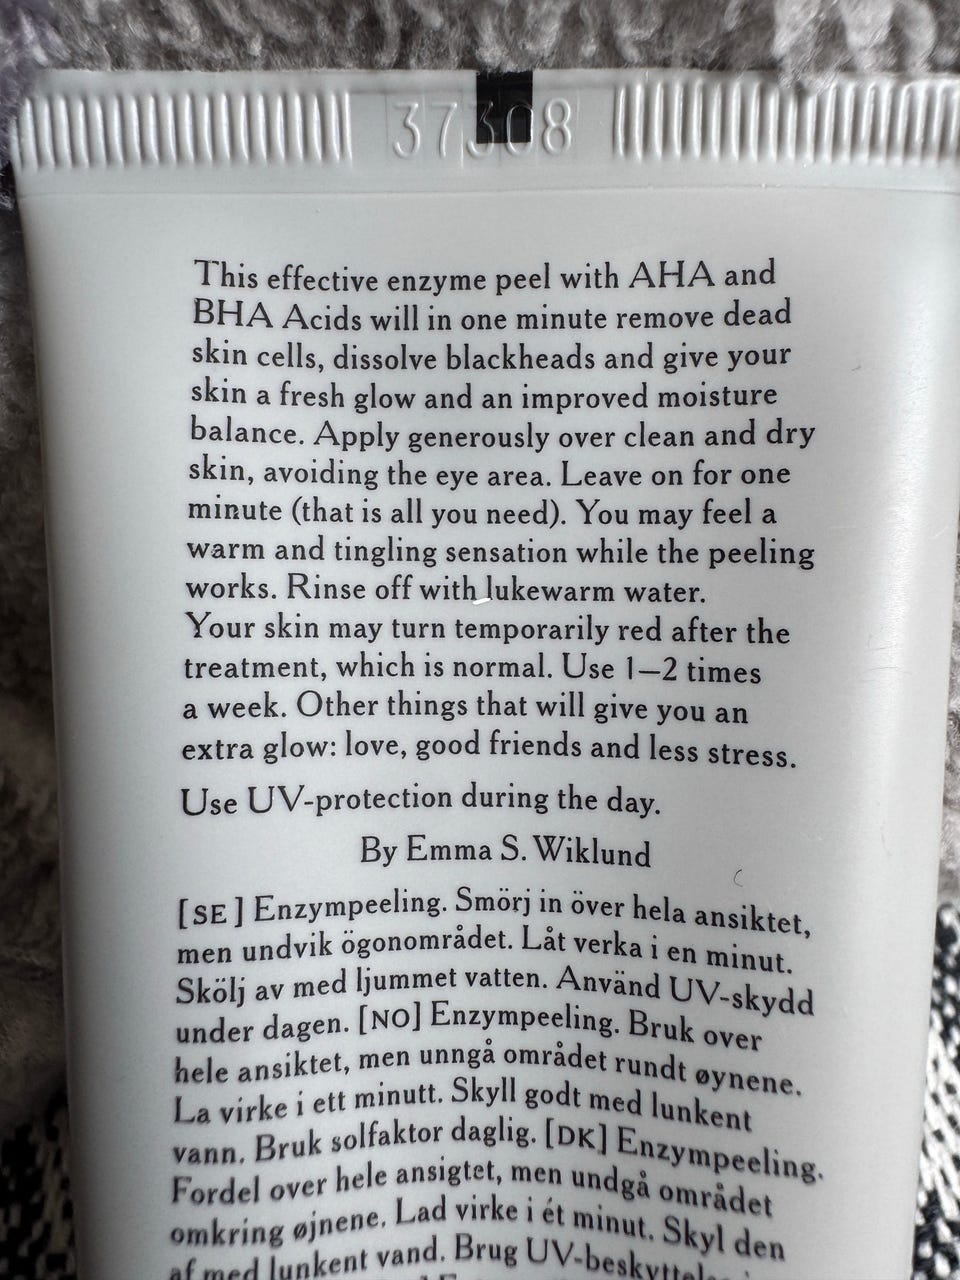 37308
This effective enzyme peel with AHA and
BHA Acids will in one minute remove dead
skin cells, dissolve blackheads and give your
skin a fresh glow and an improved moisture
balance. Apply generously over clean and dry
skin, avoiding the eye area. Leave on for one
minute (that is all you need). You may feel a
warm and tingling sensation while the peeling
works. Rinse off with lukewarm water.
Your skin may turn temporarily red after the
treatment, which is normal. Use 1–2 times
a week. Other things that will give you an
extra glow: love, good friends and less stress.
Use UV-protection during the day.
By Emma S. Wiklund
[SE] Enzympeeling. Smörj in över hela ansiktet,
men undvik ögonområdet. Låt verka i en minut.
Skölj av med ljummet vatten. Använd UV-skydd
under dagen. [NO] Enzympeeling. Bruk over
hele ansiktet, men unngå området rundt øynene.
La virke i ett minutt. Skyll godt med lunkent
vann. Bruk solfaktor daglig. [DK] Enzympeeling.
Fordel over hele ansigtet, men undgå området
omkring øjnene. Lad virke i ét minut. Skyl den
af med lunkent vand. Brug